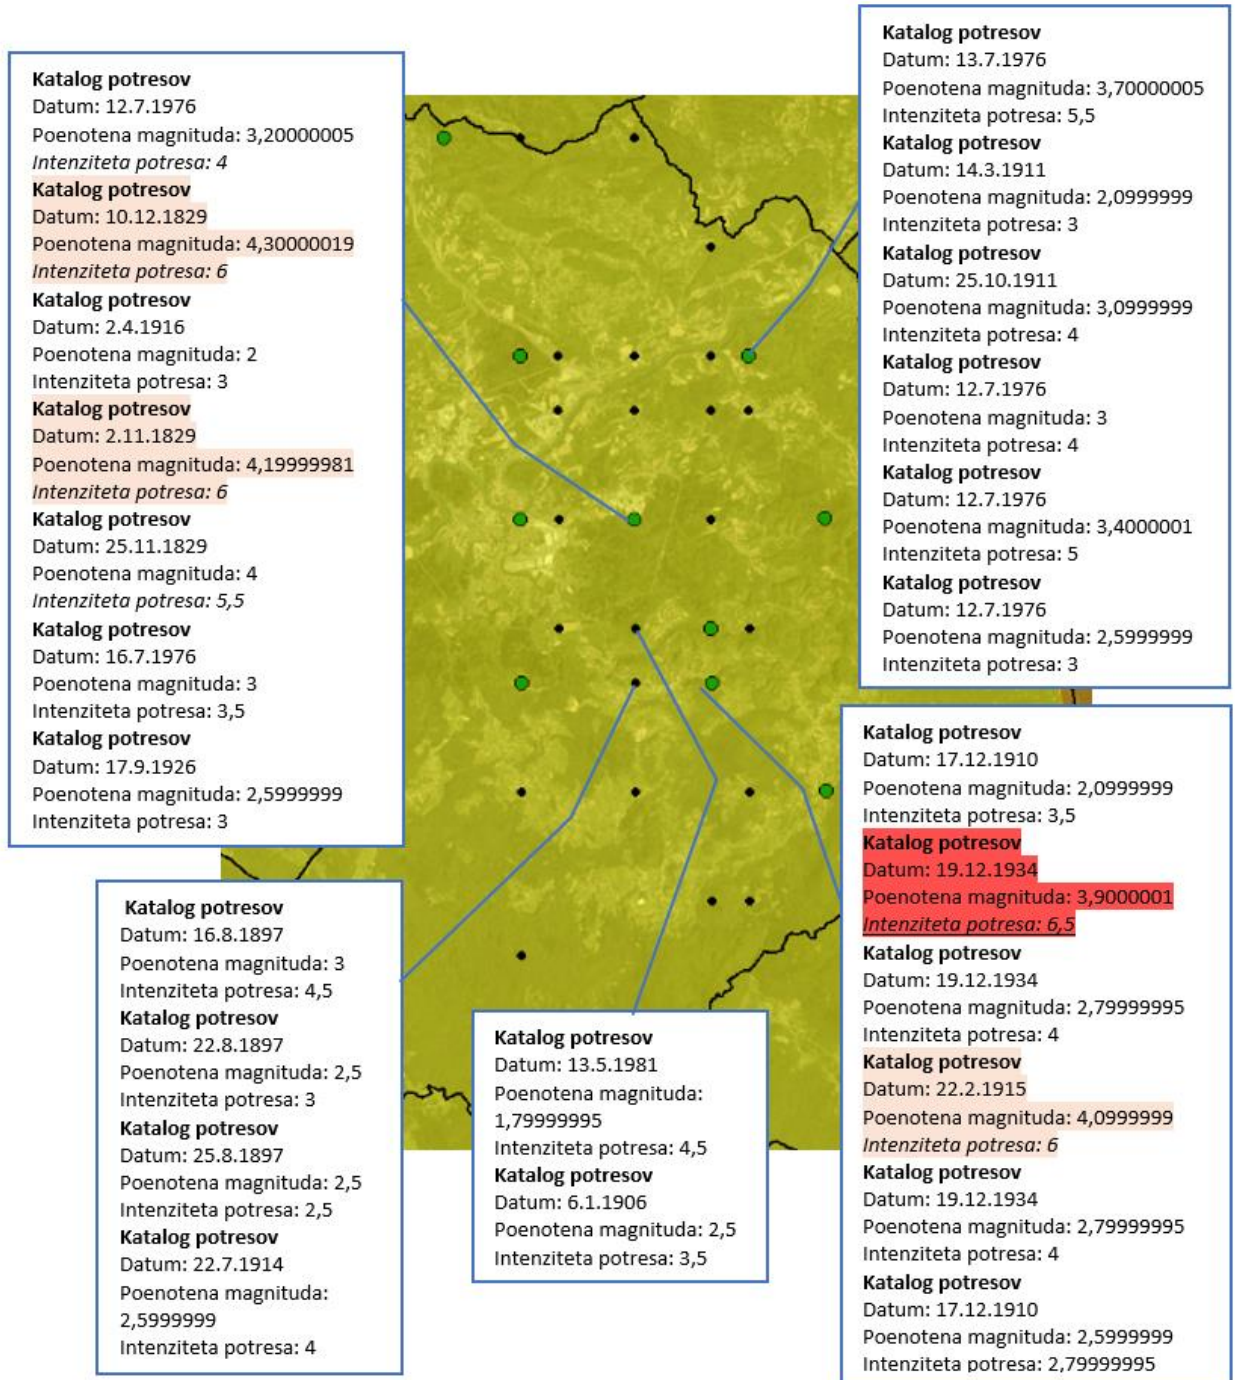 Katalog potresov
Datum: 12.7.1976
Poenotena magnituda: 3,20000005
Intenziteta potresa: 4
Katalog potresov
Datum: 10.12.1829
Poenotena magnituda: 4,30000019
Intenziteta potresa: 6
Katalog potresov
Datum: 2.4.1916
Poenotena magnituda: 2
Intenziteta potresa: 3
Katalog potresov
Datum: 2.11.1829
Poenotena magnituda: 4,19999981
Intenziteta potresa: 6
Katalog potresov
Datum: 25.11.1829
Poenotena magnituda: 4
Intenziteta potresa: 5,5
Katalog potresov
Datum: 16.7.1976
Poenotena magnituda: 3
Intenziteta potresa: 3,5
Katalog potresov
Datum: 17.9.1926
Poenotena magnituda: 2,5999999
Intenziteta potresa: 3
Katalog potresov
Datum: 13.7.1976
Poenotena magnituda: 3,70000005
Intenziteta potresa: 5,5
Katalog potresov
Datum: 14.3.1911
Poenotena magnituda: 2,0999999
Intenziteta potresa: 3
Katalog potresov
Datum: 25.10.1911
Poenotena magnituda: 3,0999999
Intenziteta potresa: 4
Katalog potresov
Datum: 12.7.1976
Poenotena magnituda: 3
Intenziteta potresa: 4
Katalog potresov
Datum: 12.7.1976
Poenotena magnituda: 3,4000001
Intenziteta potresa: 5
Katalog potresov
Datum: 12.7.1976
Poenotena magnituda: 2,5999999
Intenziteta potresa: 3
Katalog potresov
Datum: 16.8.1897
Poenotena magnituda: 3
Intenziteta potresa: 4,5
Katalog potresov
Datum: 22.8.1897
Poenotena magnituda: 2,5
Intenziteta potresa: 3
Katalog potresov
Datum: 25.8.1897
Poenotena magnituda: 2,5
Intenziteta potresa: 2,5
Katalog potresov
Datum: 22.7.1914
Poenotena magnituda:
2,5999999
Intenziteta potresa: 4
Katalog potresov
Datum: 13.5.1981
Poenotena magnituda:
1,79999995
Intenziteta potresa: 4,5
Katalog potresov
Datum: 6.1.1906
Poenotena magnituda: 2,5
Intenziteta potresa: 3,5
Katalog potresov
Datum: 17.12.1910
Poenotena magnituda: 2,0999999
Intenziteta potresa: 3,5
Katalog potresov
Datum: 19.12.1934
Poenotena magnituda: 3,9000001
Intenziteta potresa: 6,5
Katalog potresov
Datum: 19.12.1934
Poenotena magnituda: 2,79999995
Intenziteta potresa: 4
Katalog potresov
Datum: 22.2.1915
Poenotena magnituda: 4,0999999
Intenziteta potresa: 6
Katalog potresov
Datum: 19.12.1934
Poenotena magnituda: 2,79999995
Intenziteta potresa: 4
Katalog potresov
Datum: 17.12.1910
Poenotena magnituda: 2,5999999
Intenziteta potresa: 2,79999995